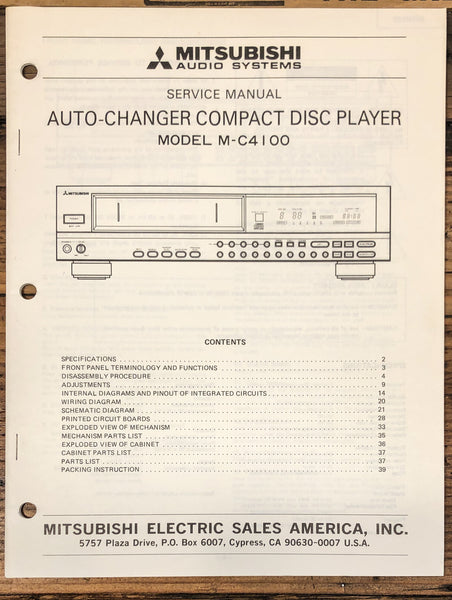 MITSUBISHI
AUDIO SYSTEMS
SERVICE MANUAL
AUTO-CHANGER COMPACT DISC PLAYER
MODEL M-C4100
MITSUBISHI
CONTENTS
SPECIFICATIONS 2
FRONT PANEL TERMINOLOGY AND FUNCTIONS 3
DISASSEMBLY PROCEDURE 4
ADJUSTMENTS 9
INTERNAL DIAGRAMS AND PINOUT OF INTEGRATED CIRCUITS 14
WIRING DIAGRAM 20
SCHEMATIC DIAGRAM 21
PRINTED CIRCUIT BOARDS 28
EXPLODED VIEW OF MECHANISM 33
MECHANISM PARTS LIST 35
EXPLODED VIEW OF CABINET 36
CABINET PARTS LIST 37
PARTS LIST 37
PACKING INSTRUCTION 39
MITSUBISHI ELECTRIC SALES AMERICA, INC.
5757 Plaza Drive, P.O. Box 6007, Cypress, CA 90630-0007 U.S.A.